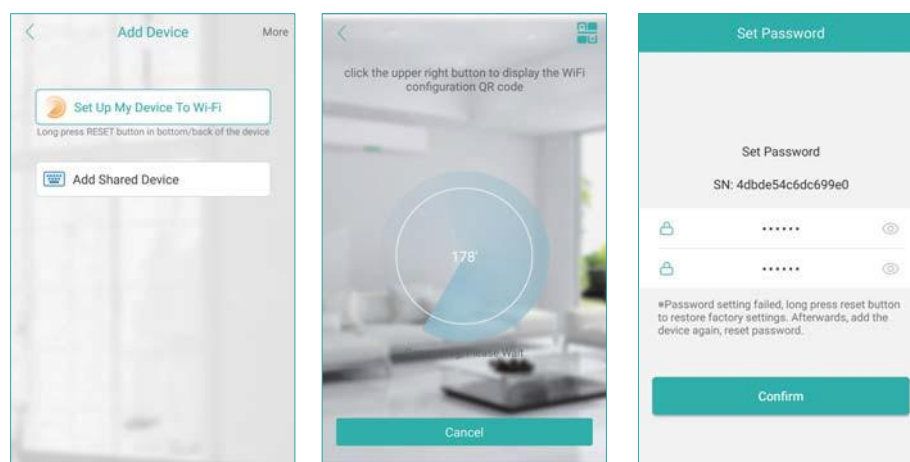 Add Device
More
Set Up My Device To Wi-Fi
Long press RESET button in bottom/back of the device
Add Shared Device
click the upper right button to display the WiFi
configuration QR code
178'
Wait
Cancel
Set Password
Set Password
SN: 4dbde54c6dc699e0
*Password setting failed, long press reset button
to restore factory settings. Afterwards, add the
device again, reset password.
Confirm